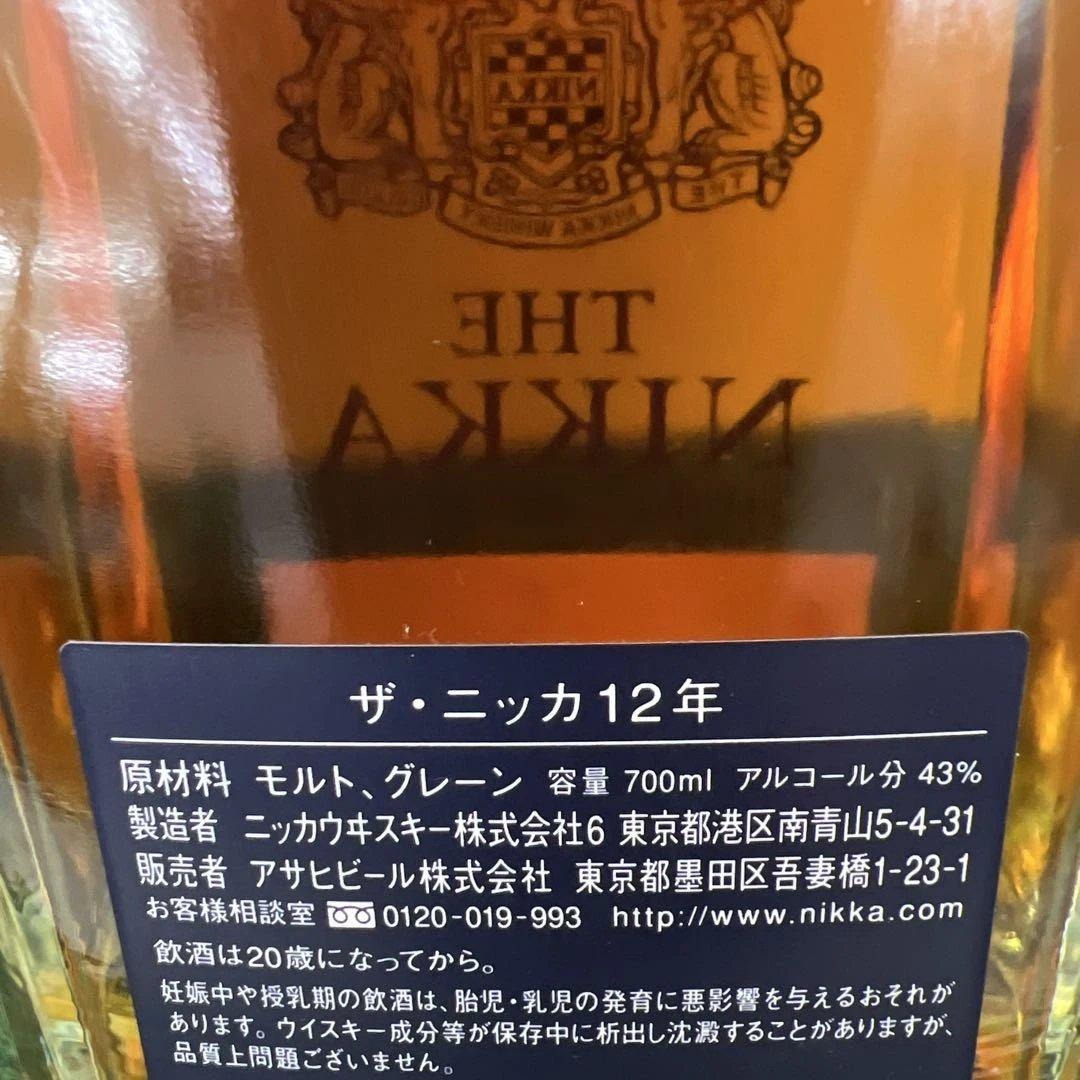 NIKKA
THE
NIKKA WHISKY
THE
NIKKA
ザ・ニッカ12年
原材料 モルト、グレーン 容量 700ml アルコール分 43%
製造者 ニッカウヰスキー株式会社6 東京都港区南青山5-4-31
販売者 アサヒビール株式会社 東京都墨田区吾妻橋1-23-1
お客様相談室 0120-019-993 http://www.nikka.com
飲酒は20歳になってから。
妊娠中や授乳期の飲酒は、胎児・乳児の発育に悪影響を与えるおそれが
あります。ウイスキー成分等が保存中に析出し沈澱することがありますが、
品質上問題ございません。